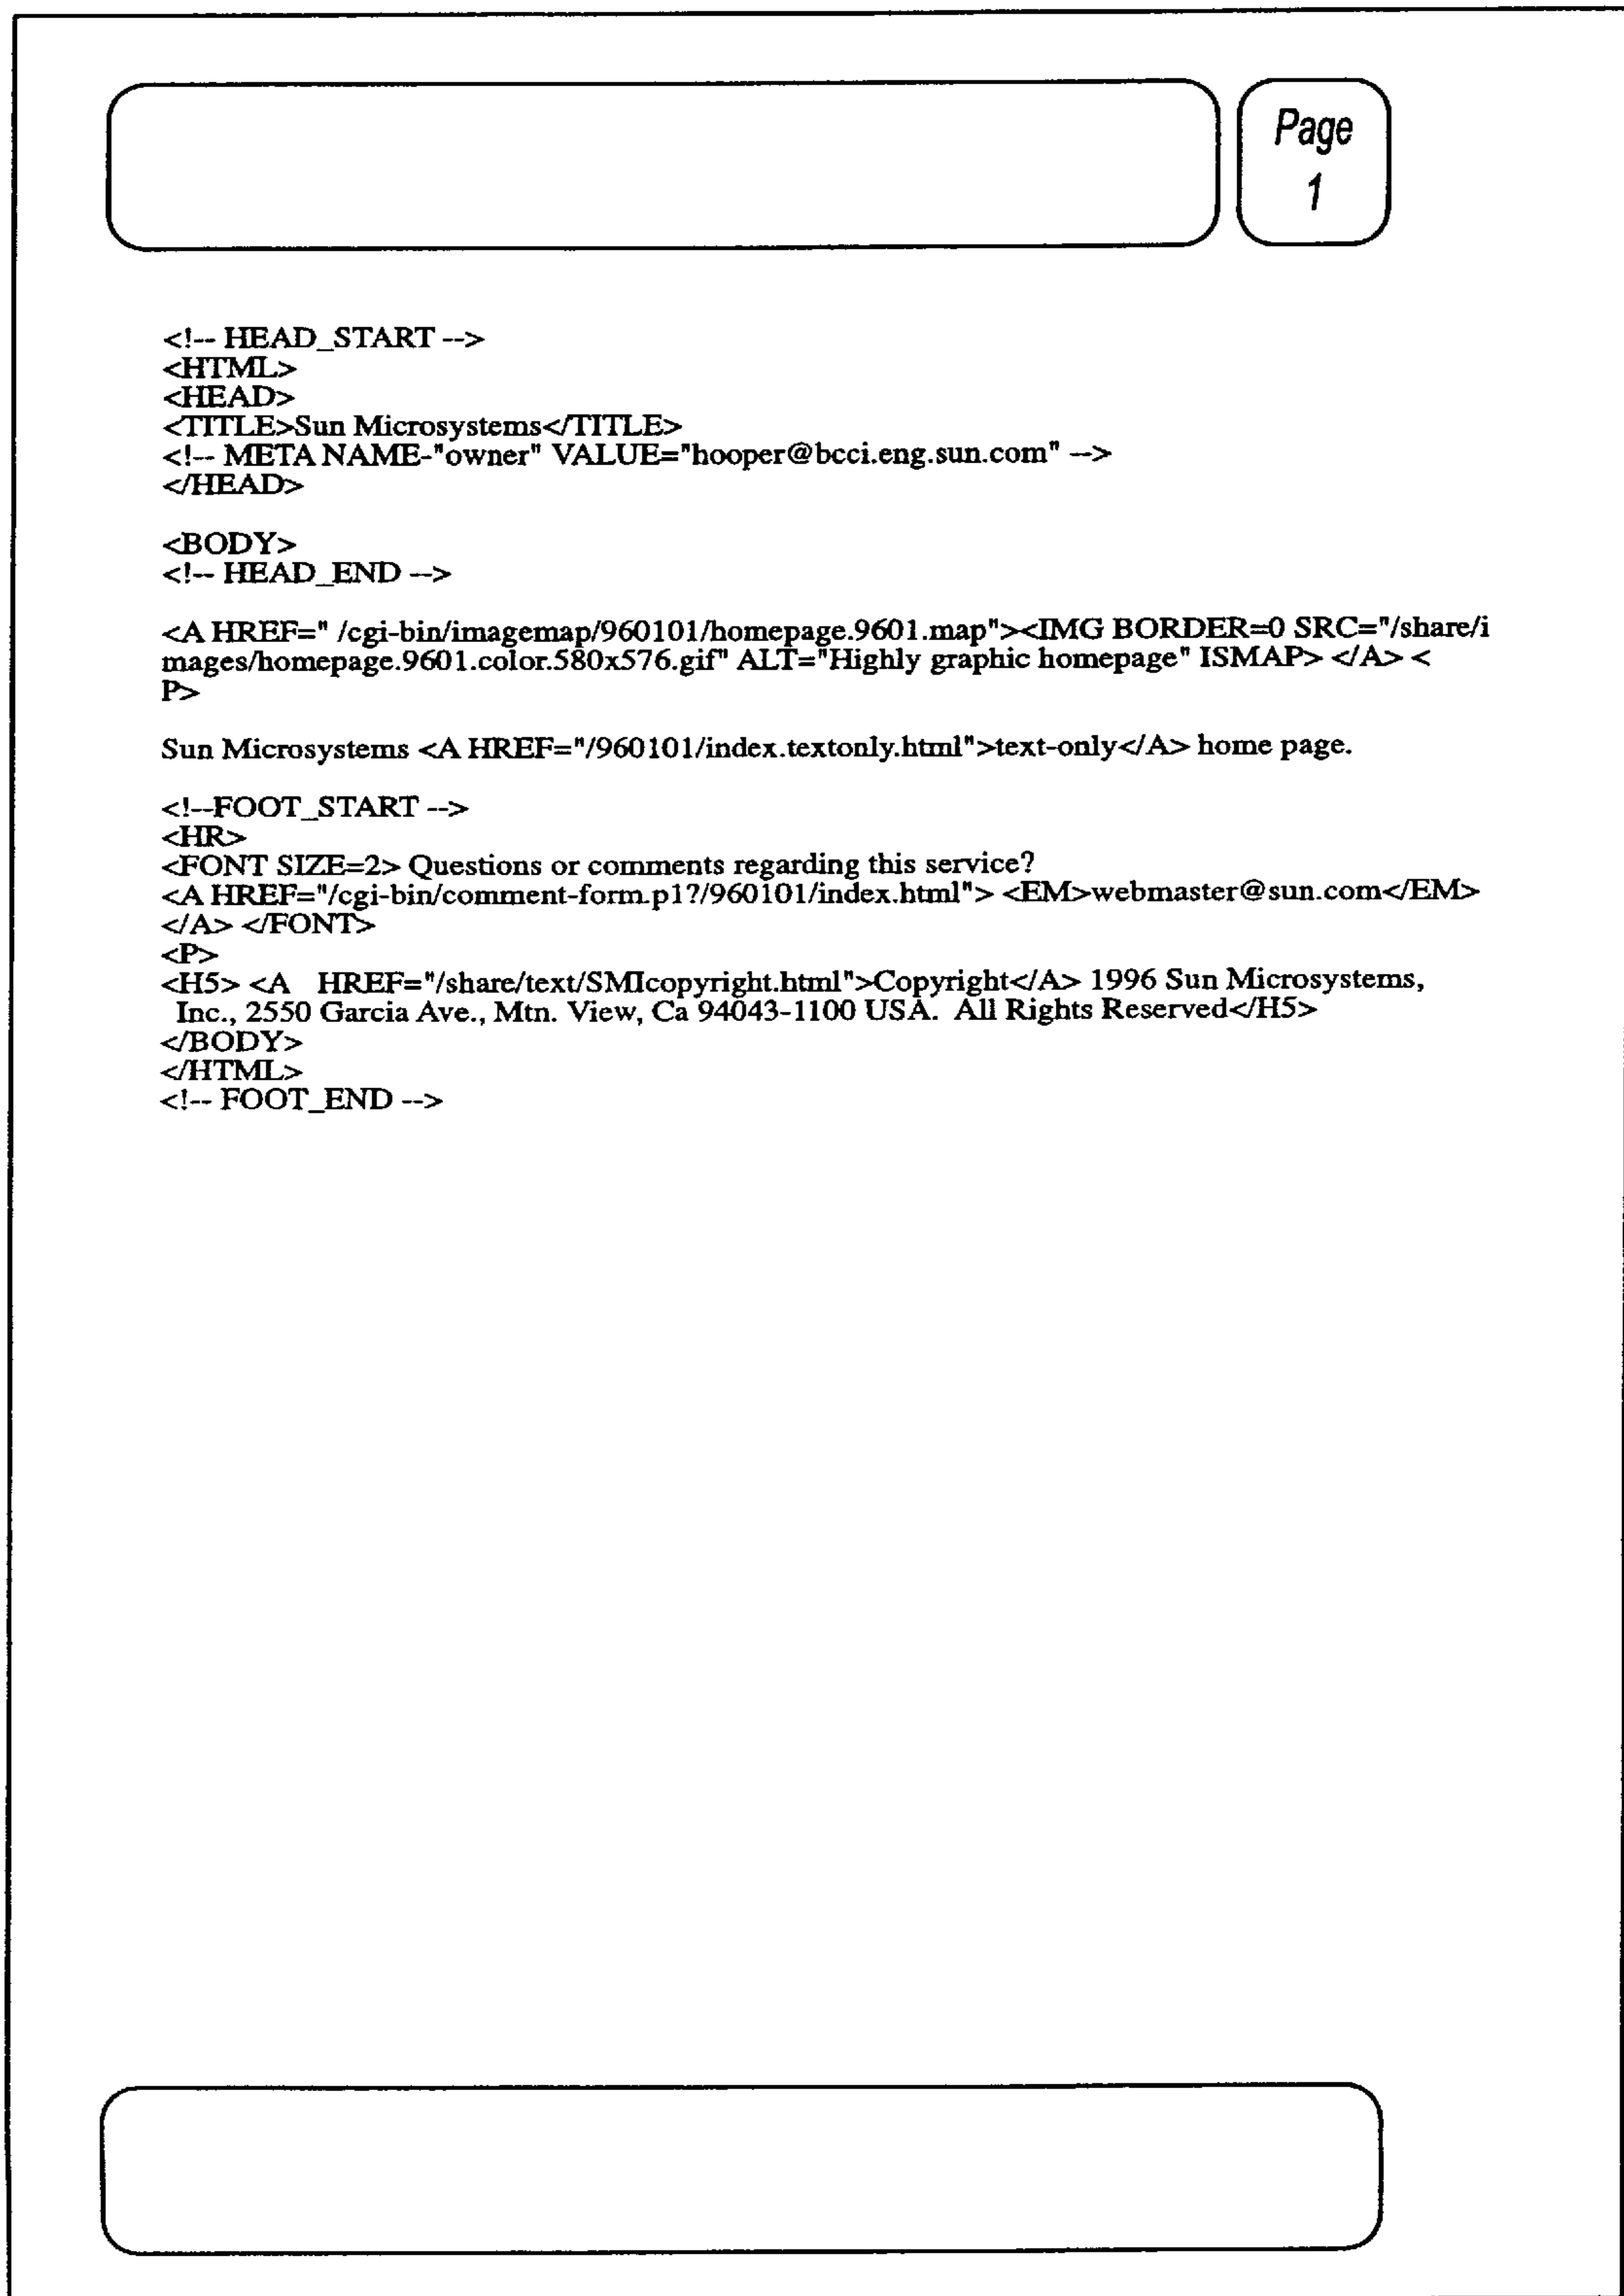 Page
1
<!-- HEAD_START -->
<HTML>
<HEAD>
<TITLE>Sun Microsystems</TITLE>
<!-- META NAME-"owner" VALUE="hooper@bcci.eng.sun.com" -->
</HEAD>
<BODY>
<!-- HEAD_END -->
<A HREF=" /cgi-bin/imagemap/960101/homepage.9601.map"><IMG BORDER=0 SRC="/share/i
mages/homepage.9601.color.580x576.gif" ALT="Highly graphic homepage" ISMAP> </A> <
P>
Sun Microsystems <A HREF="/960101/index.textonly.html">text-only</A> home page.
<!--FOOT_START -->
<HR>
<FONT SIZE=2> Questions or comments regarding this service?
<A HREF="/cgi-bin/comment-form.p1?/960101/index.html"> <EM>webmaster@sun.com</EM>
</A> </FONT>
<P>
<H5> <A   HREF="/share/text/SMIcopyright.html">Copyright</A> 1996 Sun Microsystems,
Inc., 2550 Garcia Ave., Mtn. View, Ca 94043-1100 USA.  All Rights Reserved</H5>
</BODY>
</HTML>
<!-- FOOT_END -->